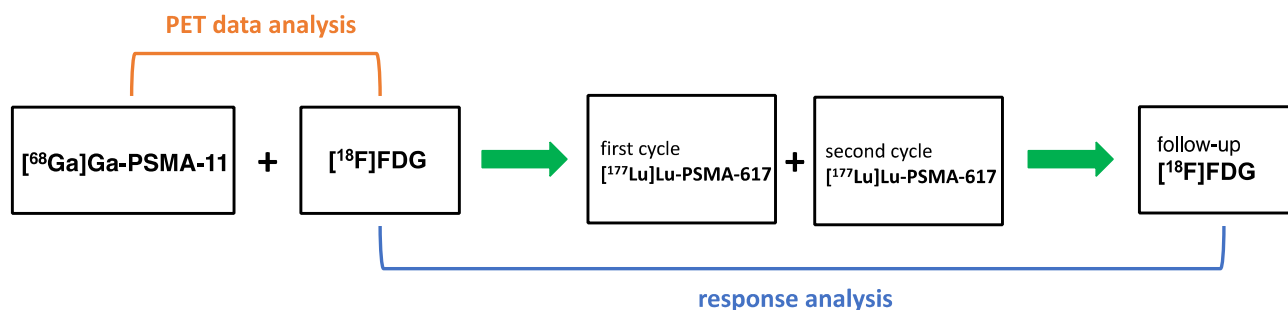 PET data analysis
[⁶⁸Ga]Ga-PSMA-11 + [¹⁸F]FDG
first cycle
[¹⁷⁷Lu]Lu-PSMA-617
+
second cycle
[¹⁷⁷Lu]Lu-PSMA-617
follow-up
[¹⁸F]FDG
response analysis